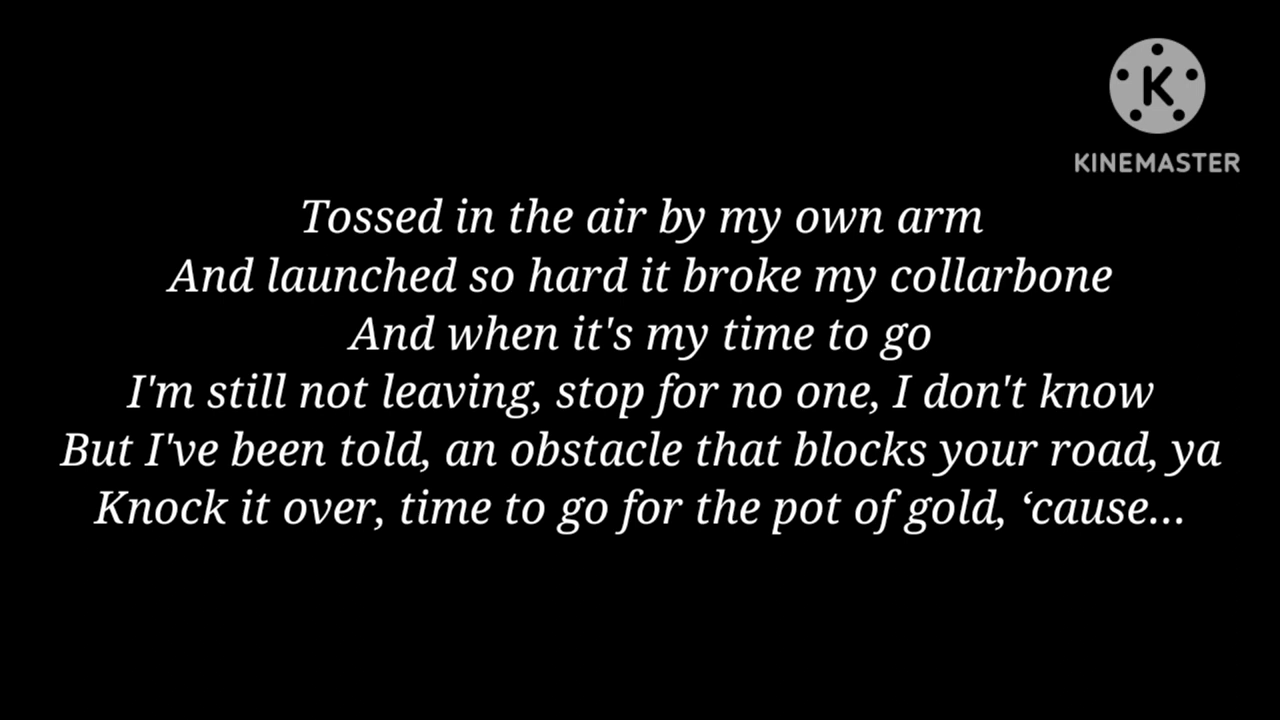 K
KINEMASTER
Tossed in the air by my own arm
And launched so hard it broke my collarbone
And when it's my time to go
I'm still not leaving, stop for no one, I don't know
But I've been told, an obstacle that blocks your road, ya
Knock it over, time to go for the pot of gold, ‘cause...